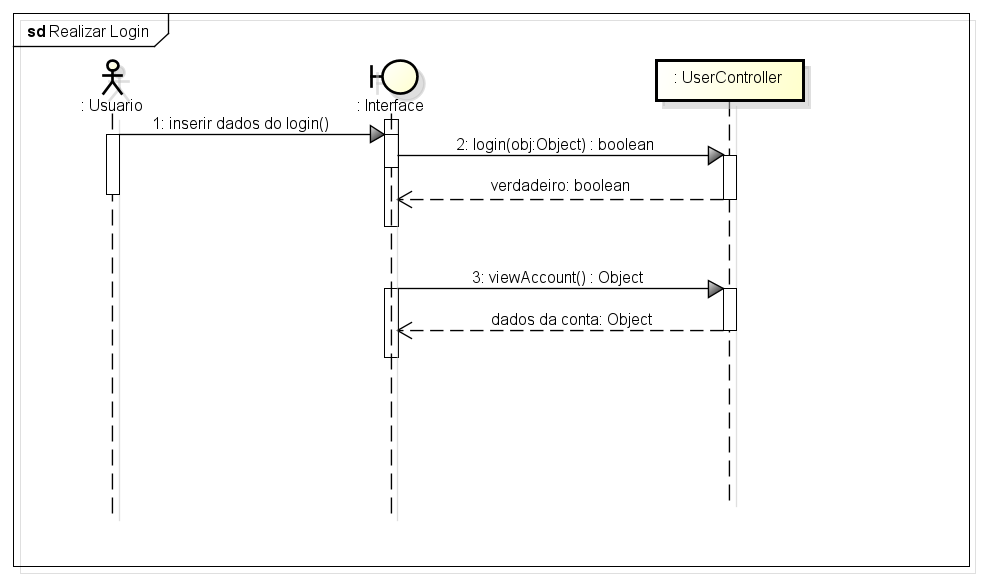 sd Realizar Login
: Usuario
: Interface
: UserController
1: inserir dados do login()
2: login(obj:Object) : boolean
verdadeiro: boolean
3: viewAccount() : Object
dados da conta: Object